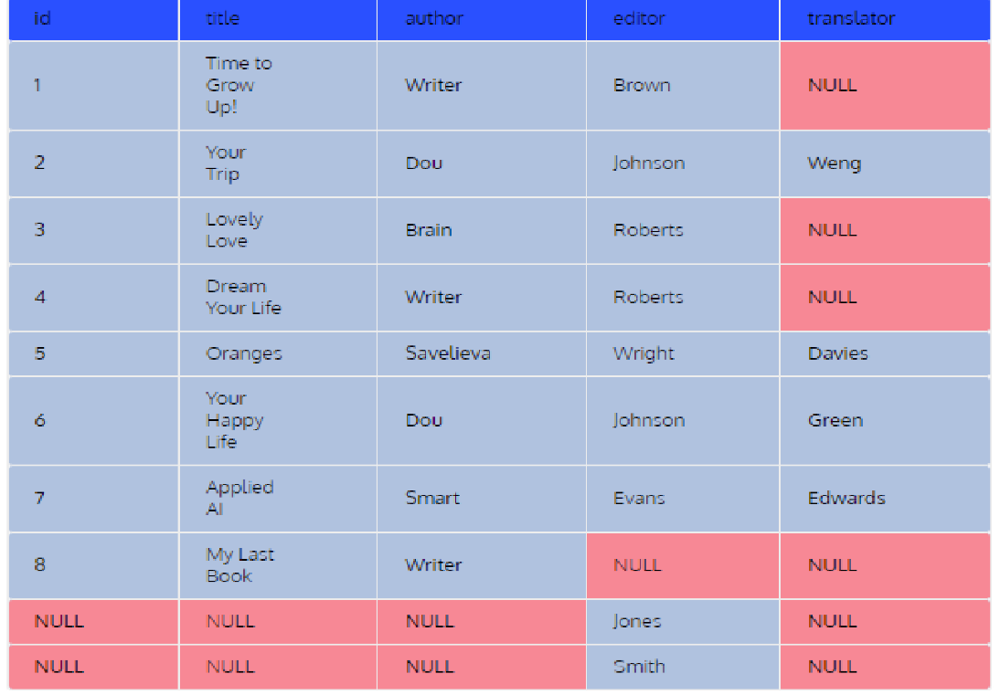 id title author editor translator
1 Time to Grow Up! Writer Brown NULL
2 Your Trip Dou Johnson Weng
3 Lovely Love Brain Roberts NULL
4 Dream Your Life Writer Roberts NULL
5 Oranges Savelieva Wright Davies
6 Your Happy Life Dou Johnson Green
7 Applied AI Smart Evans Edwards
8 My Last Book Writer NULL NULL
NULL NULL NULL Jones NULL
NULL NULL NULL Smith NULL